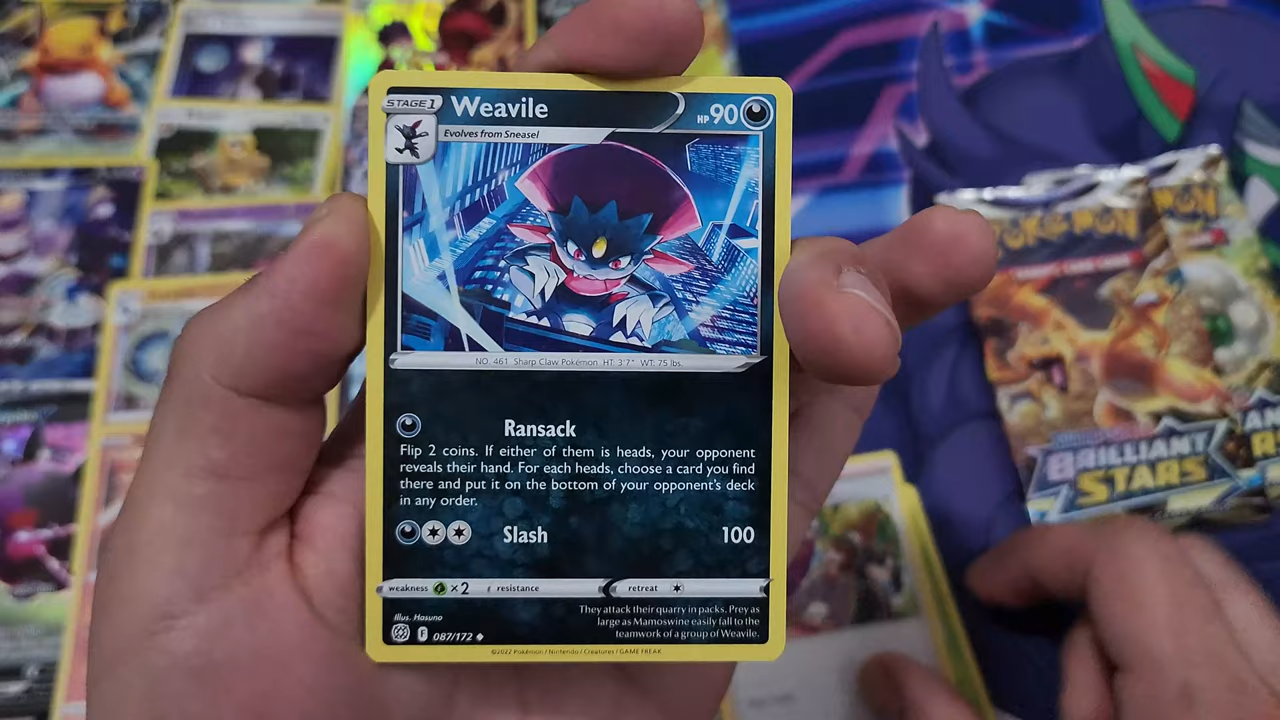 STAGE 1
Weavile
HP 90
Evolves from Sneasel
NO. 461 Sharp Claw Pokémon HT: 3'7" WT: 75 lbs.
Ransack
Flip 2 coins. If either of them is heads, your opponent
reveals their hand. For each heads, choose a card you find
there and put it on the bottom of your opponent's deck
in any order.
Slash 100
weakness ×2 resistance retreat
Illus. Hasuno
F 087/172
They attack their quarry in packs. Prey as
large as Mamoswine easily fall to the
teamwork of a group of Weavile.
©2022 Pokémon / Nintendo / Creatures / GAME FREAK
POKÉMON
BRILLIANT
STARS